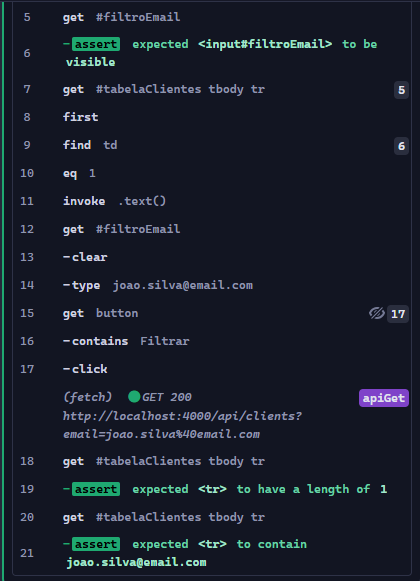 5 get #filtroEmail
6 -assert expected <input#filtroEmail> to be
visible
7 get #tabelaClientes tbody tr 5
8 first
9 find td 6
10 eq 1
11 invoke .text()
12 get #filtroEmail
13 -clear
14 -type joao.silva@email.com
15 get button 17
16 -contains Filtrar
17 -click
(fetch) GET 200 apiGet
http://localhost:4000/api/clients?
email=joao.silva%40email.com
18 get #tabelaClientes tbody tr
19 -assert expected <tr> to have a length of 1
20 get #tabelaClientes tbody tr
21 -assert expected <tr> to contain
joao.silva@email.com